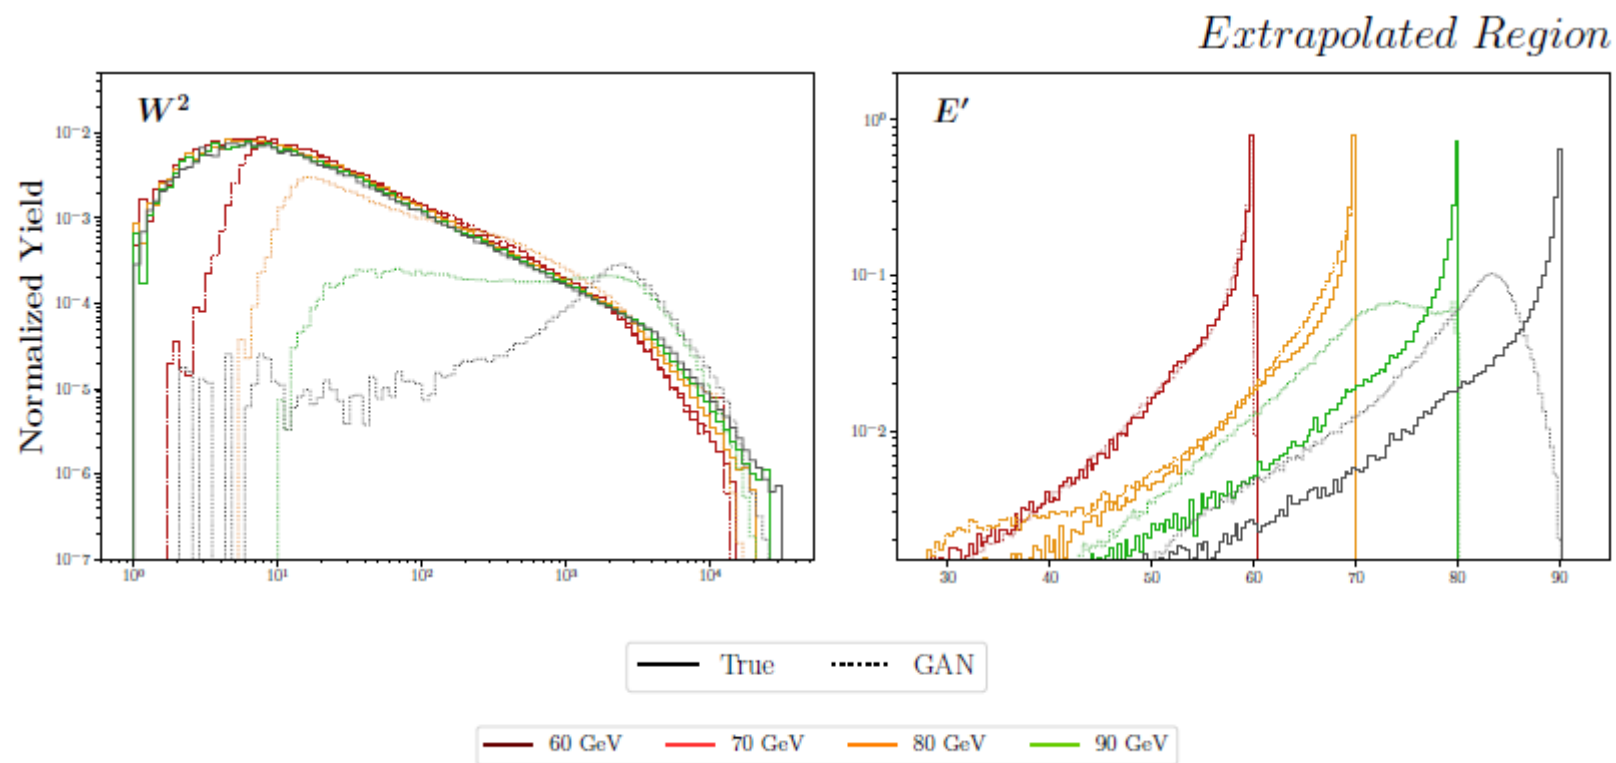 Extrapolated Region
W²
E′
Normalized Yield
10⁻²
10⁻³
10⁻⁴
10⁻⁵
10⁻⁶
10⁻⁷
10⁰
10¹
10²
10³
10⁴
10⁰
10⁻¹
10⁻²
30
40
50
60
70
80
90
True
GAN
60 GeV
70 GeV
80 GeV
90 GeV